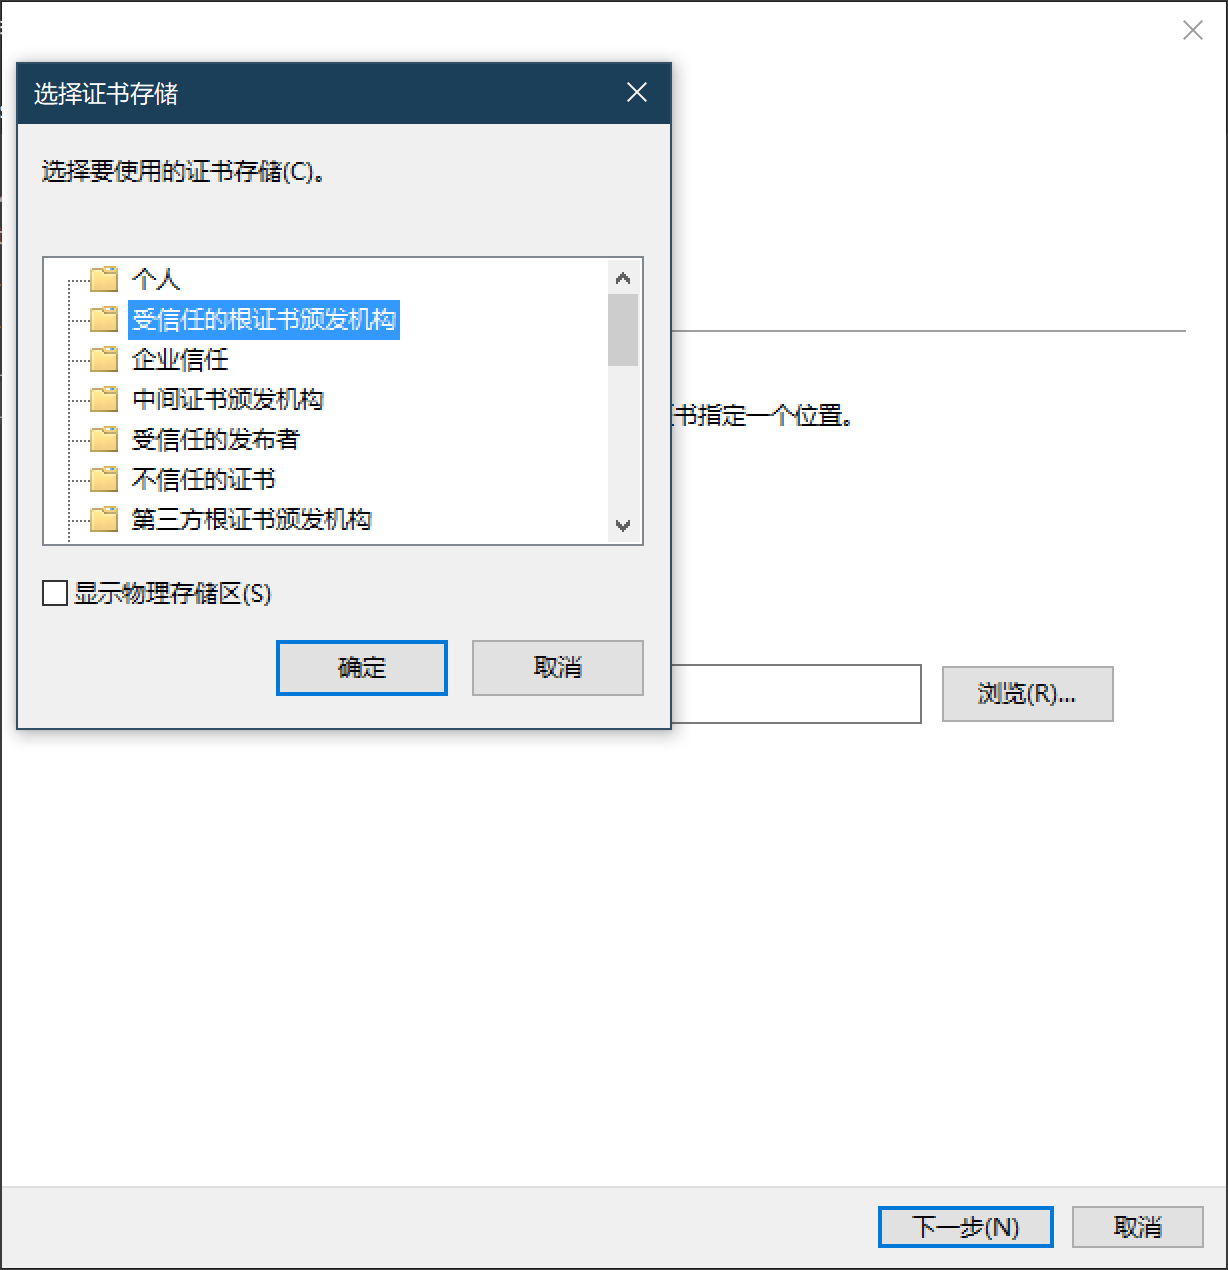 选择证书存储
选择要使用的证书存储(C)。
个人
受信任的根证书颁发机构
企业信任
中间证书颁发机构
受信任的发布者
不信任的证书
第三方根证书颁发机构
显示物理存储区(S)
确定
取消
书指定一个位置。
浏览(R)...
下一步(N)
取消